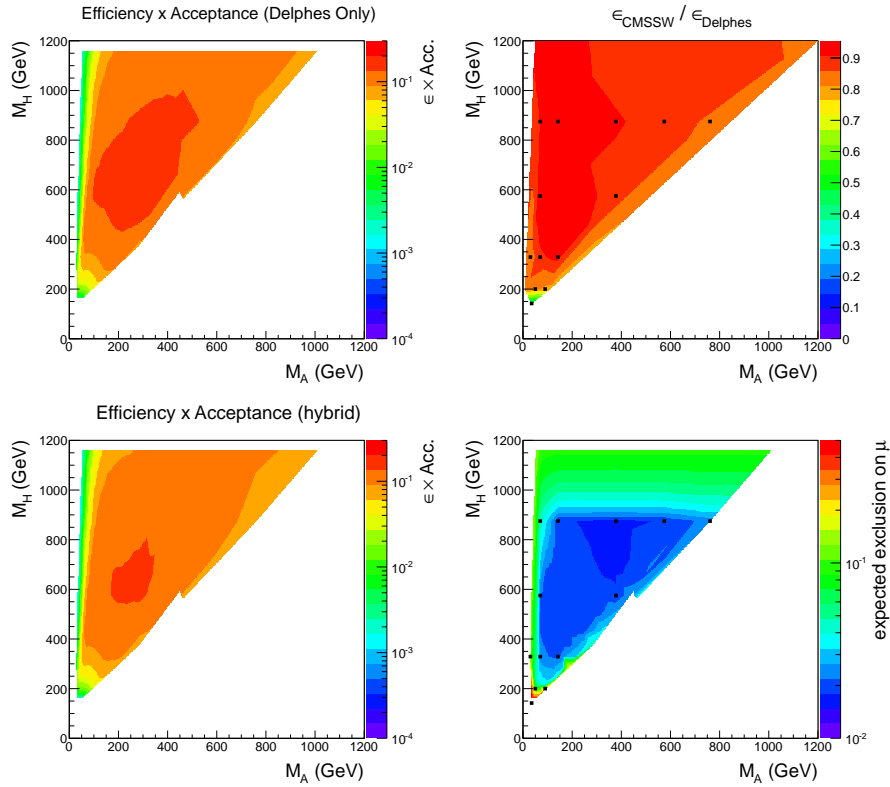 Efficiency x Acceptance (Delphes Only)
M_H (GeV)
1200
1000
800
600
400
200
0
0 200 400 600 800 1000 1200
M_A (GeV)
10^-1
10^-2
10^-3
10^-4
ε × Acc.
ϵ_CMSSW / ϵ_Delphes
M_H (GeV)
1200
1000
800
600
400
200
0
0 200 400 600 800 1000 1200
M_A (GeV)
0.9
0.8
0.7
0.6
0.5
0.4
0.3
0.2
0.1
0
Efficiency x Acceptance (hybrid)
M_H (GeV)
1200
1000
800
600
400
200
0
0 200 400 600 800 1000 1200
M_A (GeV)
10^-1
10^-2
10^-3
10^-4
ε × Acc.
M_H (GeV)
1200
1000
800
600
400
200
0
0 200 400 600 800 1000 1200
M_A (GeV)
10^-1
10^-2
expected exclusion on μ